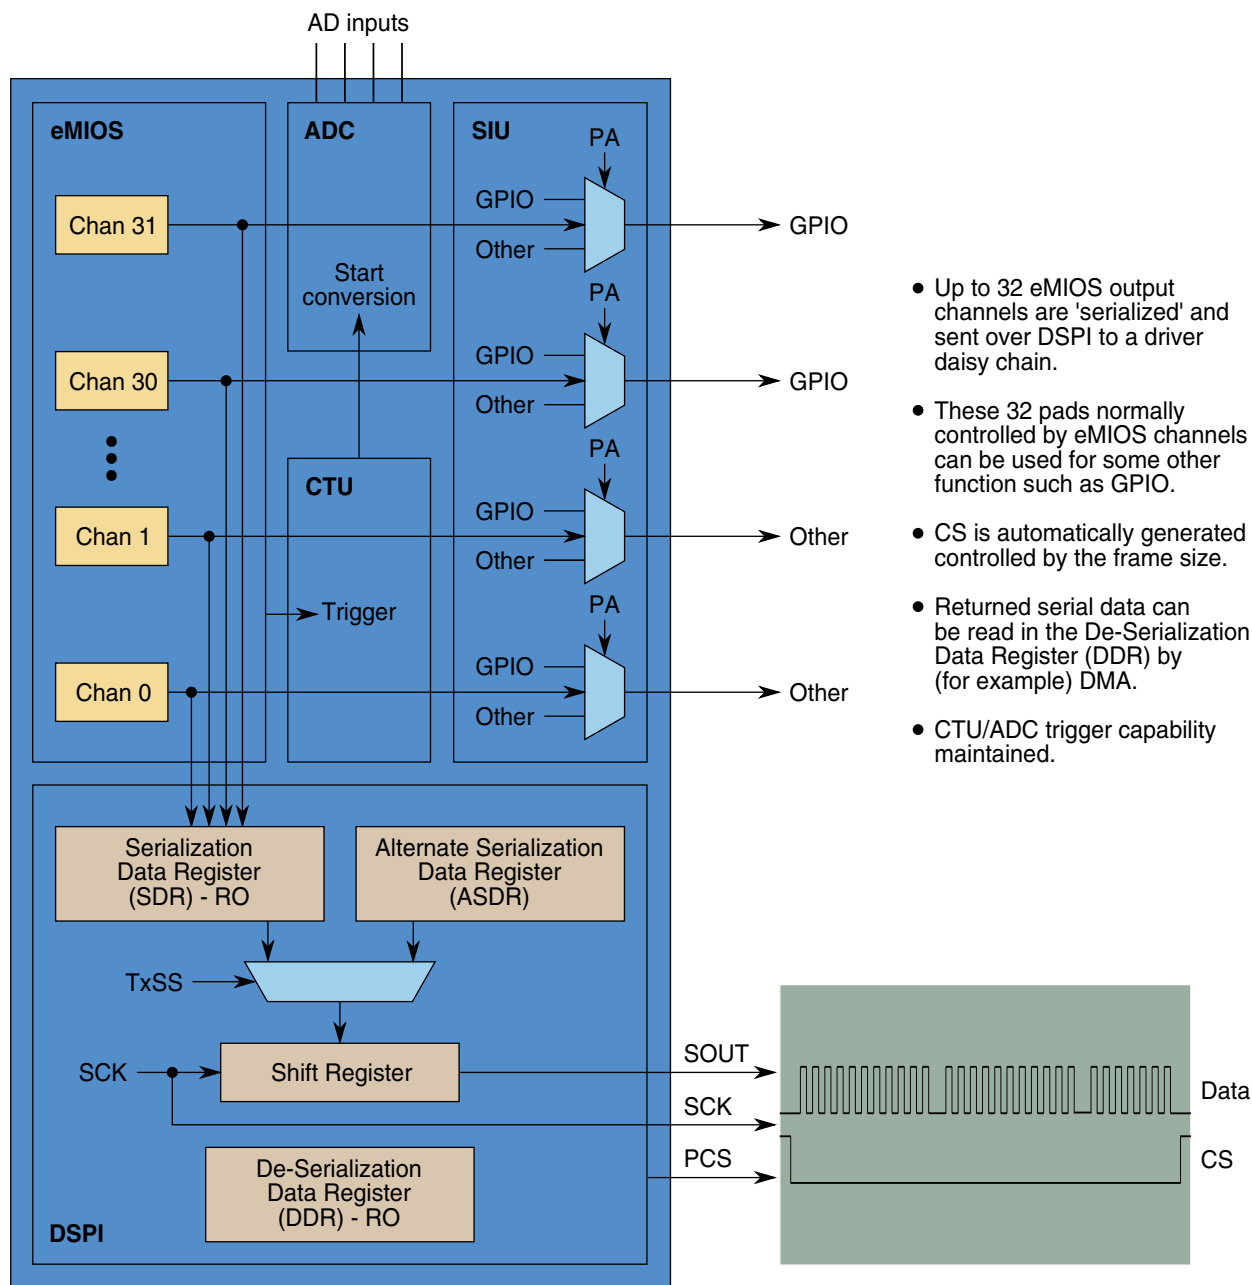 AD inputs
eMIOS
ADC
SIU
PA
Chan 31
GPIO
Other
GPIO
Start
conversion
PA
Chan 30
GPIO
Other
GPIO
PA
CTU
Chan 1
GPIO
Other
Other
Trigger
PA
Chan 0
GPIO
Other
Other
● Up to 32 eMIOS output
channels are 'serialized' and
sent over DSPI to a driver
daisy chain.
● These 32 pads normally
controlled by eMIOS channels
can be used for some other
function such as GPIO.
● CS is automatically generated
controlled by the frame size.
● Returned serial data can
be read in the De-Serialization
Data Register (DDR) by
(for example) DMA.
● CTU/ADC trigger capability
maintained.
Serialization
Data Register
(SDR) - RO
Alternate Serialization
Data Register
(ASDR)
TxSS
SCK
Shift Register
SOUT
SCK
PCS
Data
CS
De-Serialization
Data Register
(DDR) - RO
DSPI